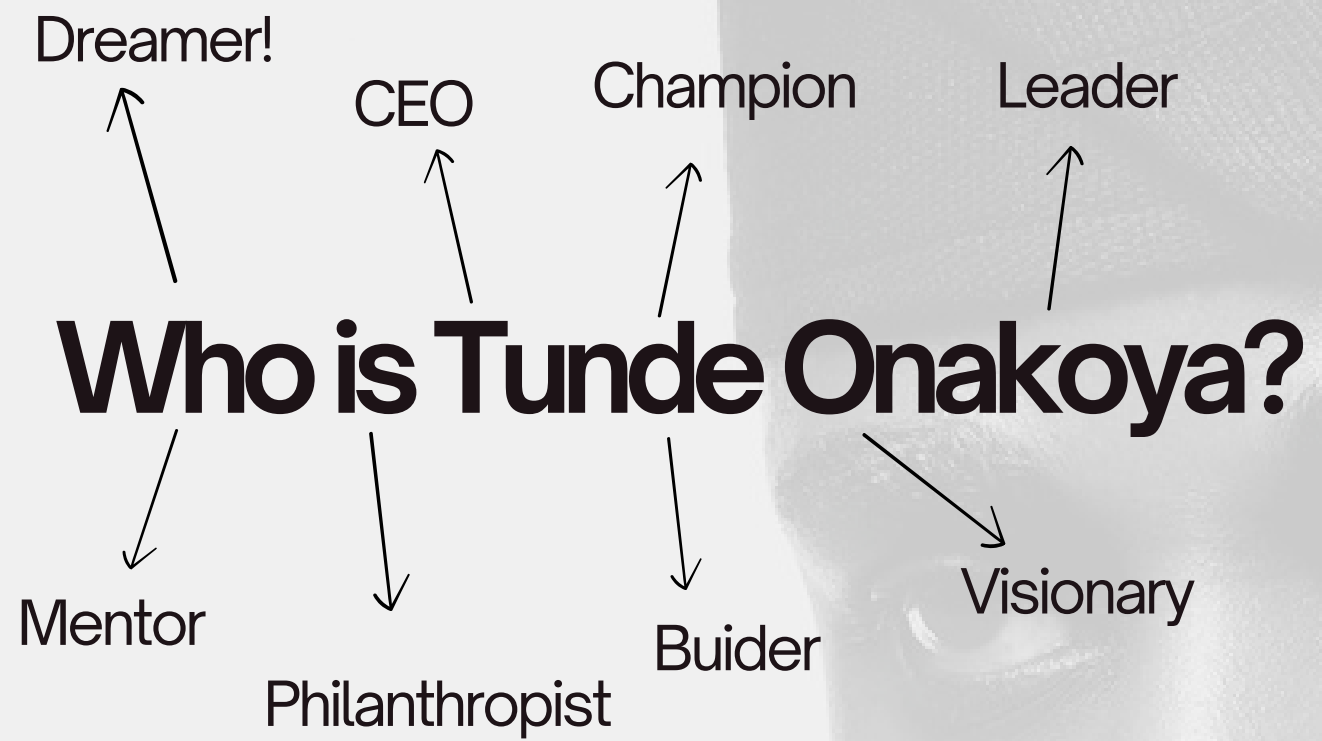 Dreamer!
CEO
Champion
Leader
Who is Tunde Onakoya?
Mentor
Philanthropist
Buider
Visionary